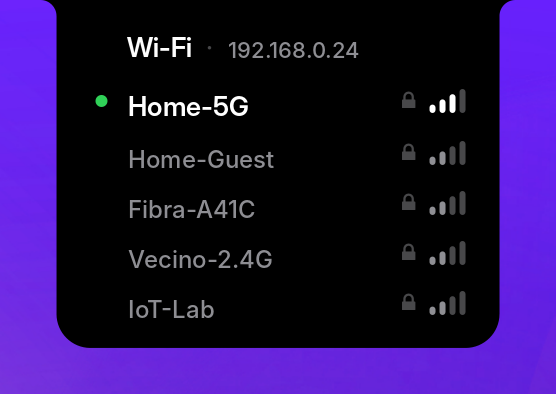 Wi-Fi · 192.168.0.24
Home-5G
Home-Guest
Fibra-A41C
Vecino-2.4G
IoT-Lab